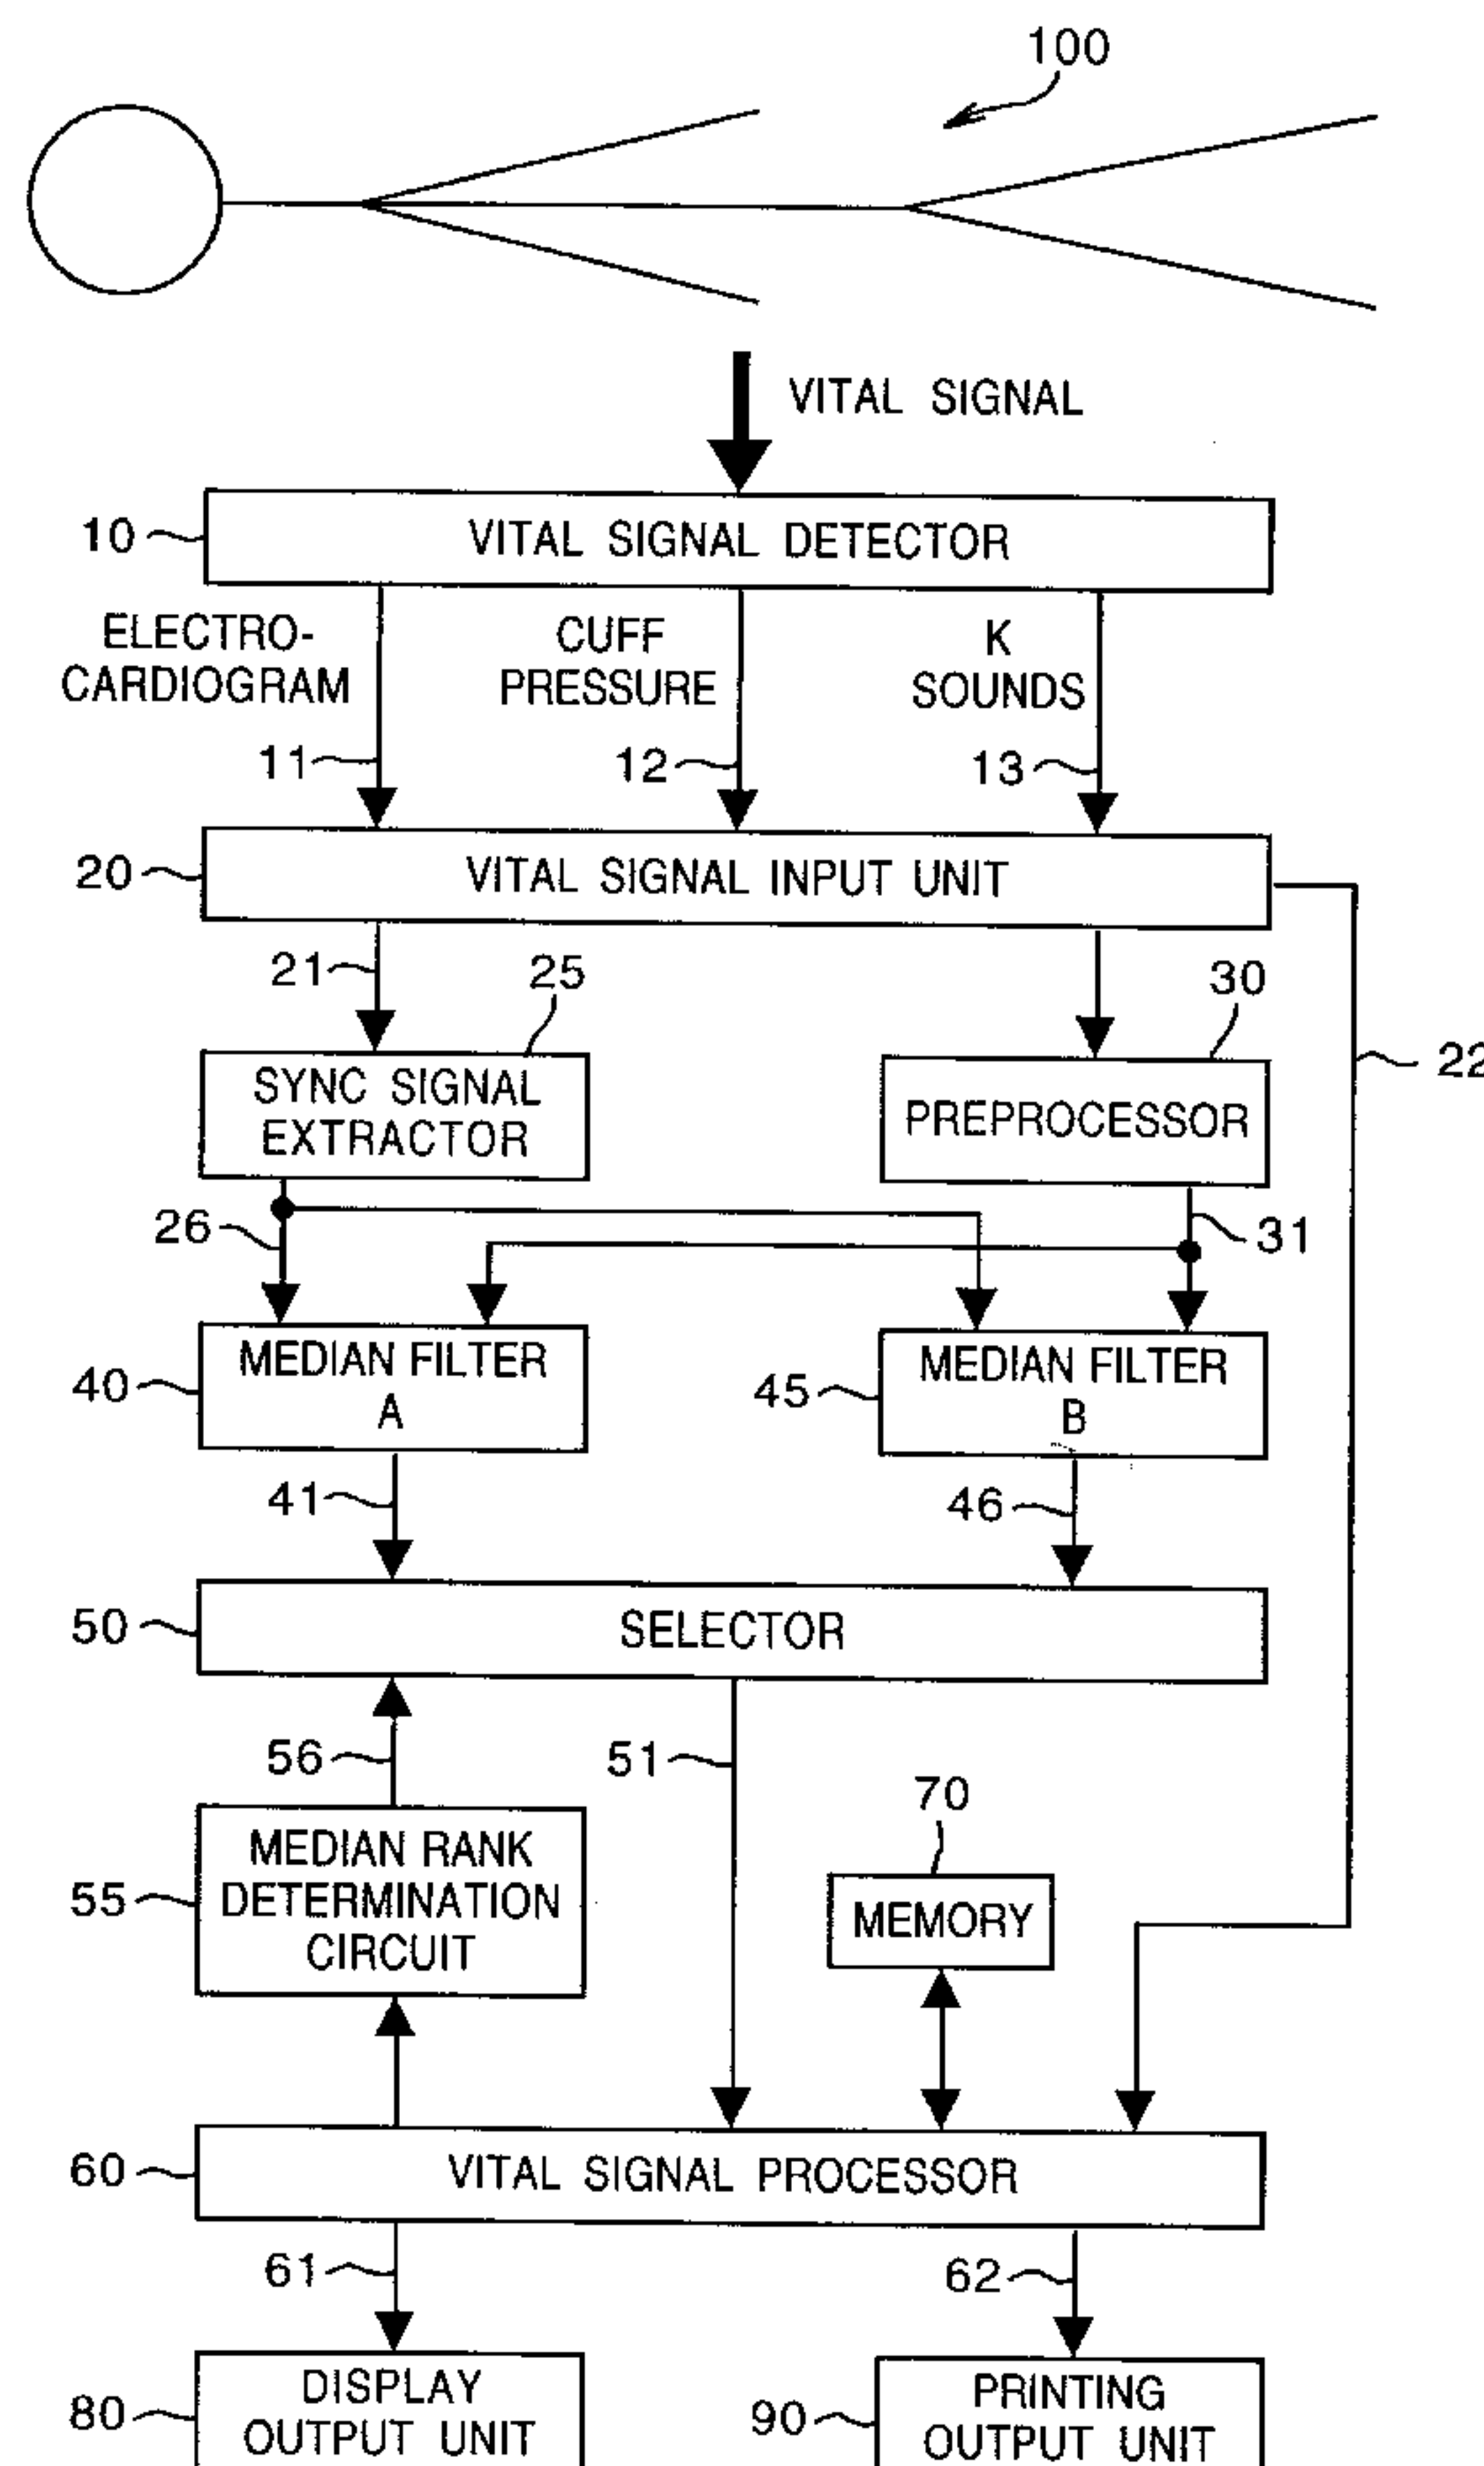 100
VITAL SIGNAL
10
VITAL SIGNAL DETECTOR
ELECTRO-
CARDIOGRAM
CUFF
PRESSURE
K
SOUNDS
11
12
13
20
VITAL SIGNAL INPUT UNIT
21
25
30
22
SYNC SIGNAL
EXTRACTOR
PREPROCESSOR
26
31
40
MEDIAN FILTER
A
45
MEDIAN FILTER
B
41
46
50
SELECTOR
56
51
70
55
MEDIAN RANK
DETERMINATION
CIRCUIT
MEMORY
60
VITAL SIGNAL PROCESSOR
61
62
80
DISPLAY
OUTPUT UNIT
90
PRINTING
OUTPUT UNIT